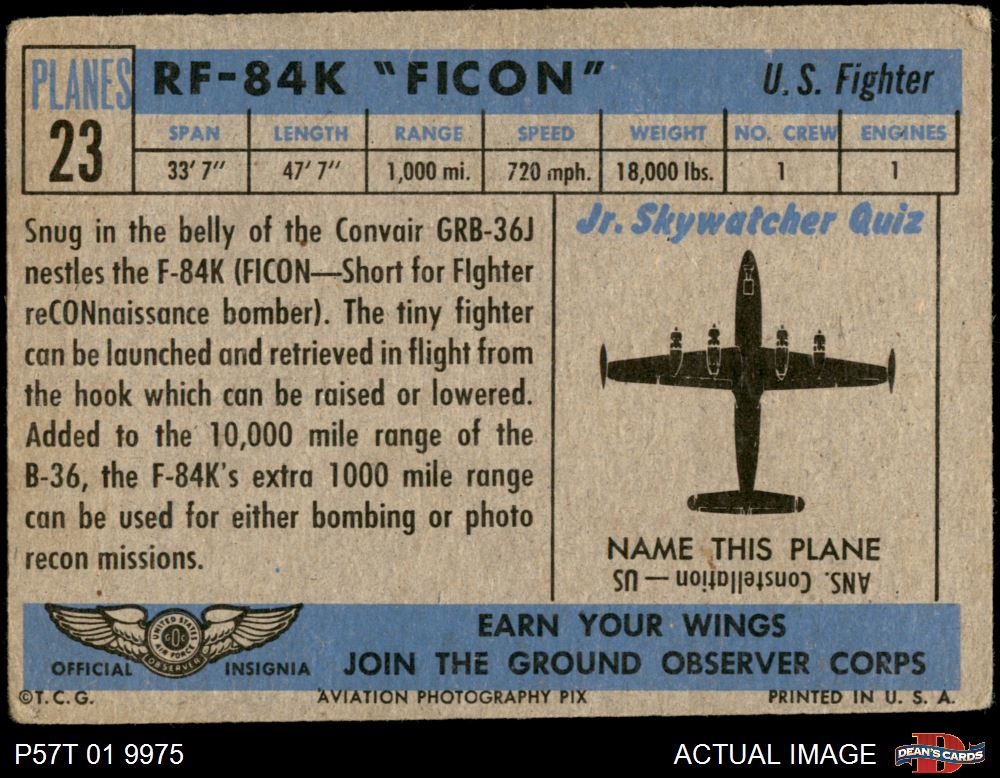 PLANES
23
RF-84K "FICON"
U.S. Fighter
SPAN LENGTH RANGE SPEED WEIGHT NO. CREW ENGINES
33' 7" 47' 7" 1,000 mi. 720 mph. 18,000 lbs. 1 1
Snug in the belly of the Convair GRB-36J
nestles the F-84K (FICON—Short for FIghter
reCONnaissance bomber). The tiny fighter
can be launched and retrieved in flight from
the hook which can be raised or lowered.
Added to the 10,000 mile range of the
B-36, the F-84K's extra 1000 mile range
can be used for either bombing or photo
recon missions.
Jr. Skywatcher Quiz
NAME THIS PLANE
ANS. Constellation — US
UNITED STATES
GOC
AIR FORCE
OBSERVER
OFFICIAL INSIGNIA
EARN YOUR WINGS
JOIN THE GROUND OBSERVER CORPS
©T.C.G.
AVIATION PHOTOGRAPHY PIX
PRINTED IN U. S. A.
P57T 01 9975
ACTUAL IMAGE
D
DEAN'S CARDS